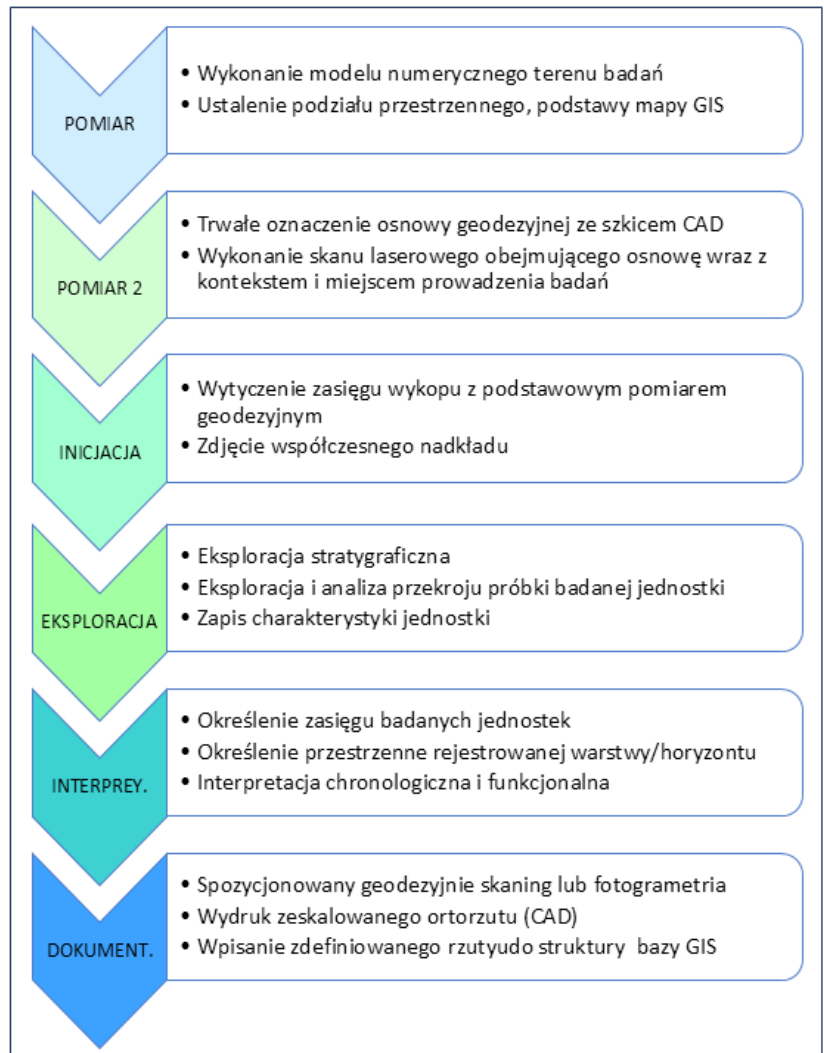 POMIAR
• Wykonanie modelu numerycznego terenu badań
• Ustalenie podziału przestrzennego, podstawy mapy GIS
POMIAR 2
• Trwałe oznaczenie osnowy geodezyjnej ze szkicem CAD
• Wykonanie skanu laserowego obejmującego osnowę wraz z
kontekstem i miejscem prowadzenia badań
INICJACJA
• Wytyczenie zasięgu wykopu z podstawowym pomiarem
geodezyjnym
• Zdjęcie współczesnego nadkładu
EKSPLORACJA
• Eksploracja stratygraficzna
• Eksploracja i analiza przekroju próbki badanej jednostki
• Zapis charakterystyki jednostki
INTERPREY.
• Określenie zasięgu badanych jednostek
• Określenie przestrzenne rejestrowanej warstwy/horyzontu
• Interpretacja chronologiczna i funkcjonalna
DOKUMENT.
• Spozycjonowany geodezyjnie skaning lub fotogrametria
• Wydruk zeskalowanego ortorzutu (CAD)
• Wpisanie zdefiniowanego rzutyudo struktury bazy GIS